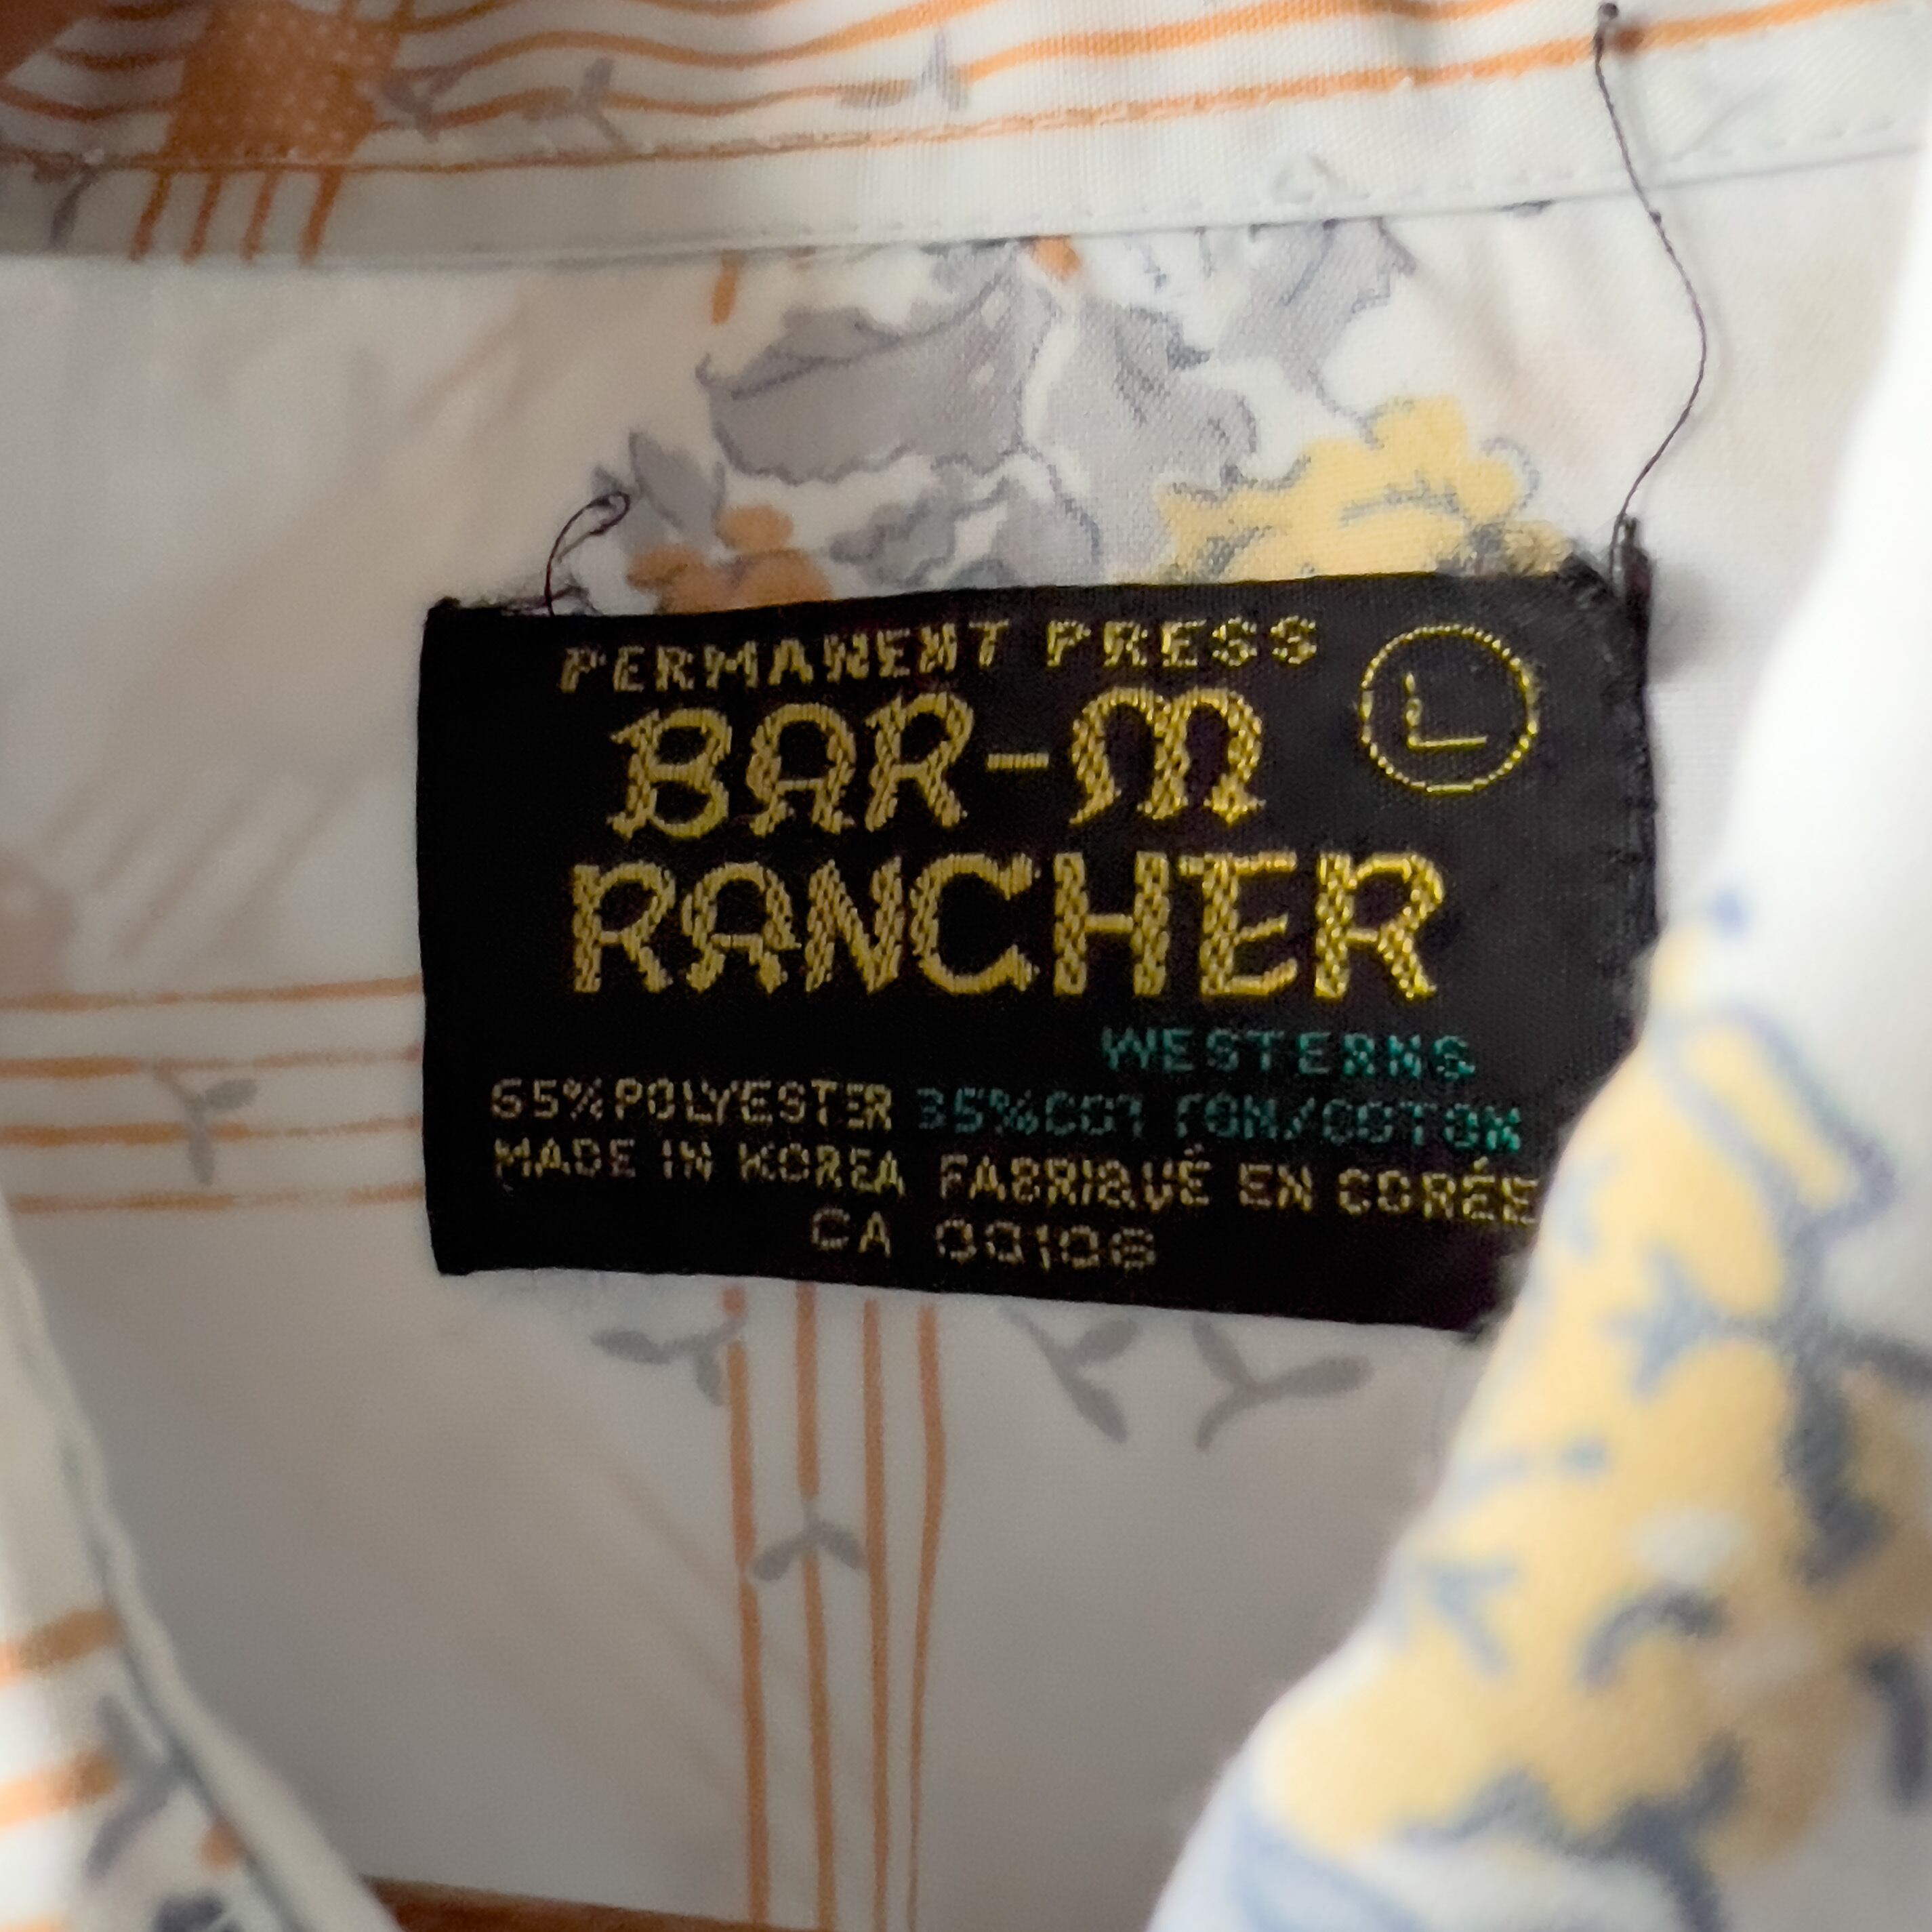 PERMANENT PRESS L
BAR-M
RANCHER
WESTERNS
65% POLYESTER 35% COTTON/COTON
MADE IN KOREA FABRIQUÉ EN CORÉE
CA 00106